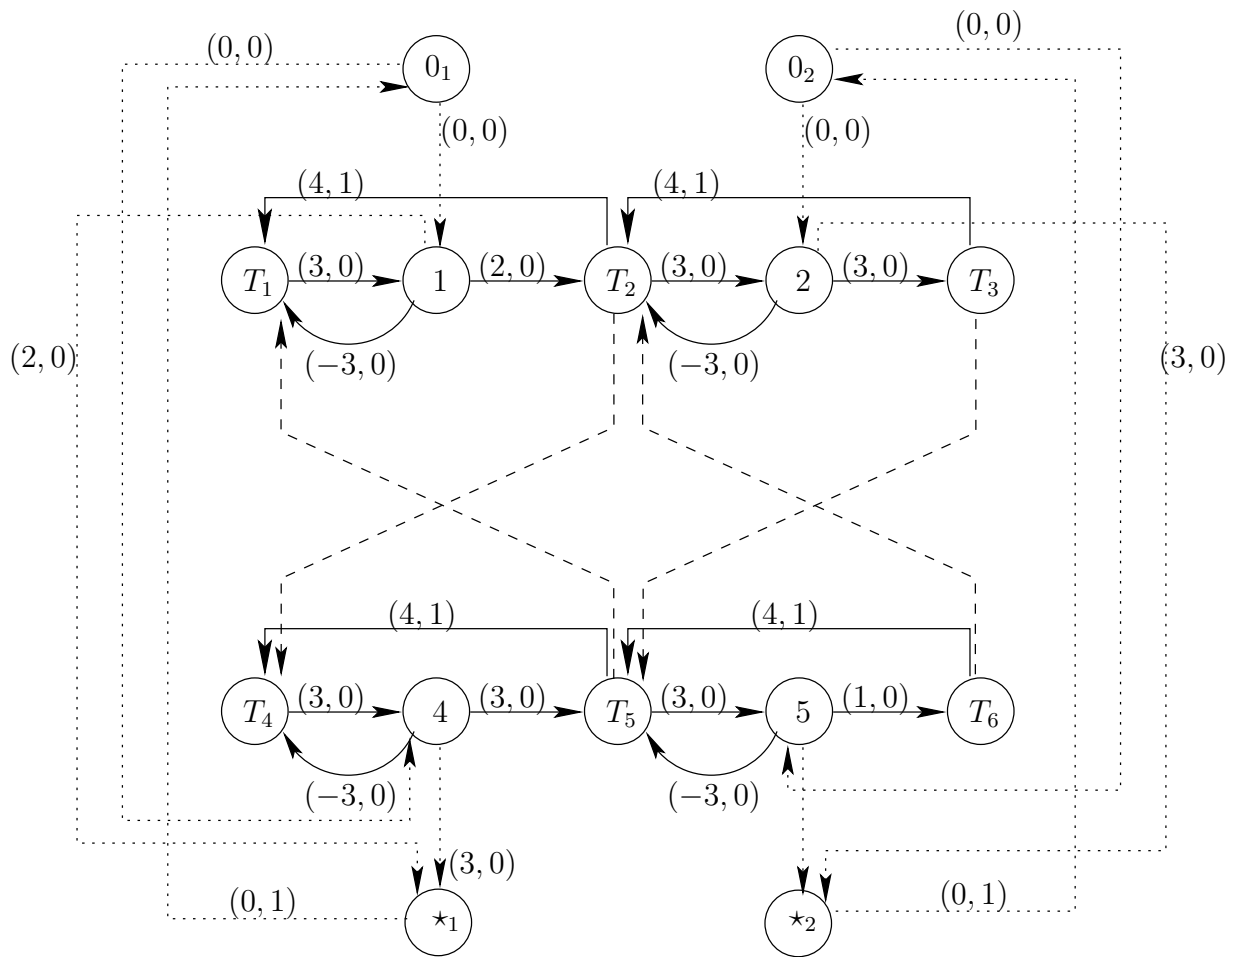 (0, 0) 0₁ 0₂ (0, 0)
(0, 0) (0, 0)
(4, 1) (4, 1)
T₁ (3, 0) 1 (2, 0) T₂ (3, 0) 2 (3, 0) T₃
(2, 0) (−3, 0) (−3, 0) (3, 0)
(4, 1) (4, 1)
T₄ (3, 0) 4 (3, 0) T₅ (3, 0) 5 (1, 0) T₆
(−3, 0) (−3, 0)
(3, 0)
(0, 1) ⋆₁ ⋆₂ (0, 1)